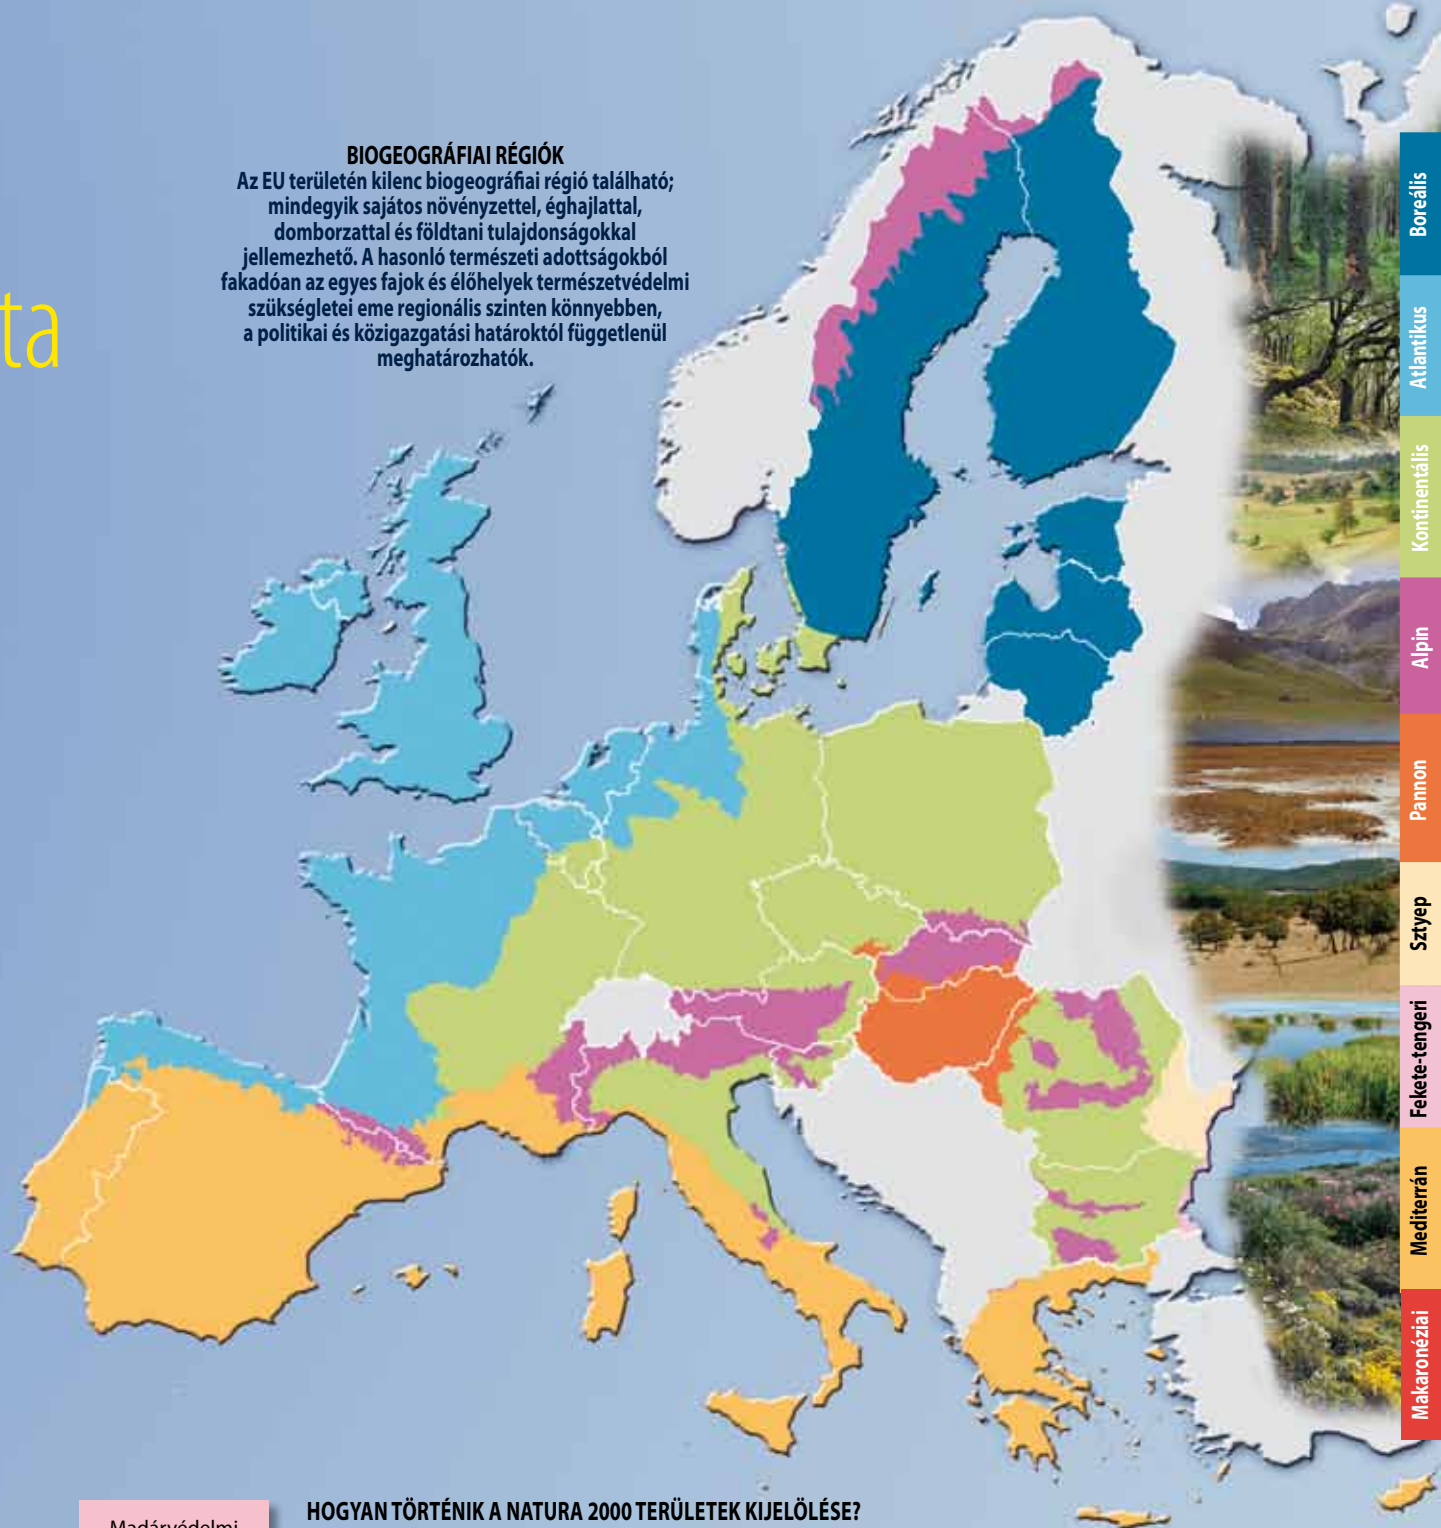 BIOGEOGRÁFIAI RÉGIÓK
Az EU területén kilenc biogeográfiai régió található;
mindegyik sajátos növényzettel, éghajlattal,
domborzattal és földtani tulajdonságokkal
jellemezhető. A hasonló természeti adottságokból
fakadóan az egyes fajok és élőhelyek természetvédelmi
szükségletei eme regionális szinten könnyebben,
a politikai és közigazgatási határoktól függetlenül
meghatározhatók.
ta
Boreális
Atlantikus
Kontinentális
Alpin
Pannon
Sztyep
Fekete-tengeri
Mediterrán
Makaronéziai
HOGYAN TÖRTÉNIK A NATURA 2000 TERÜLETEK KIJELÖLÉSE?
Madárvédelmi